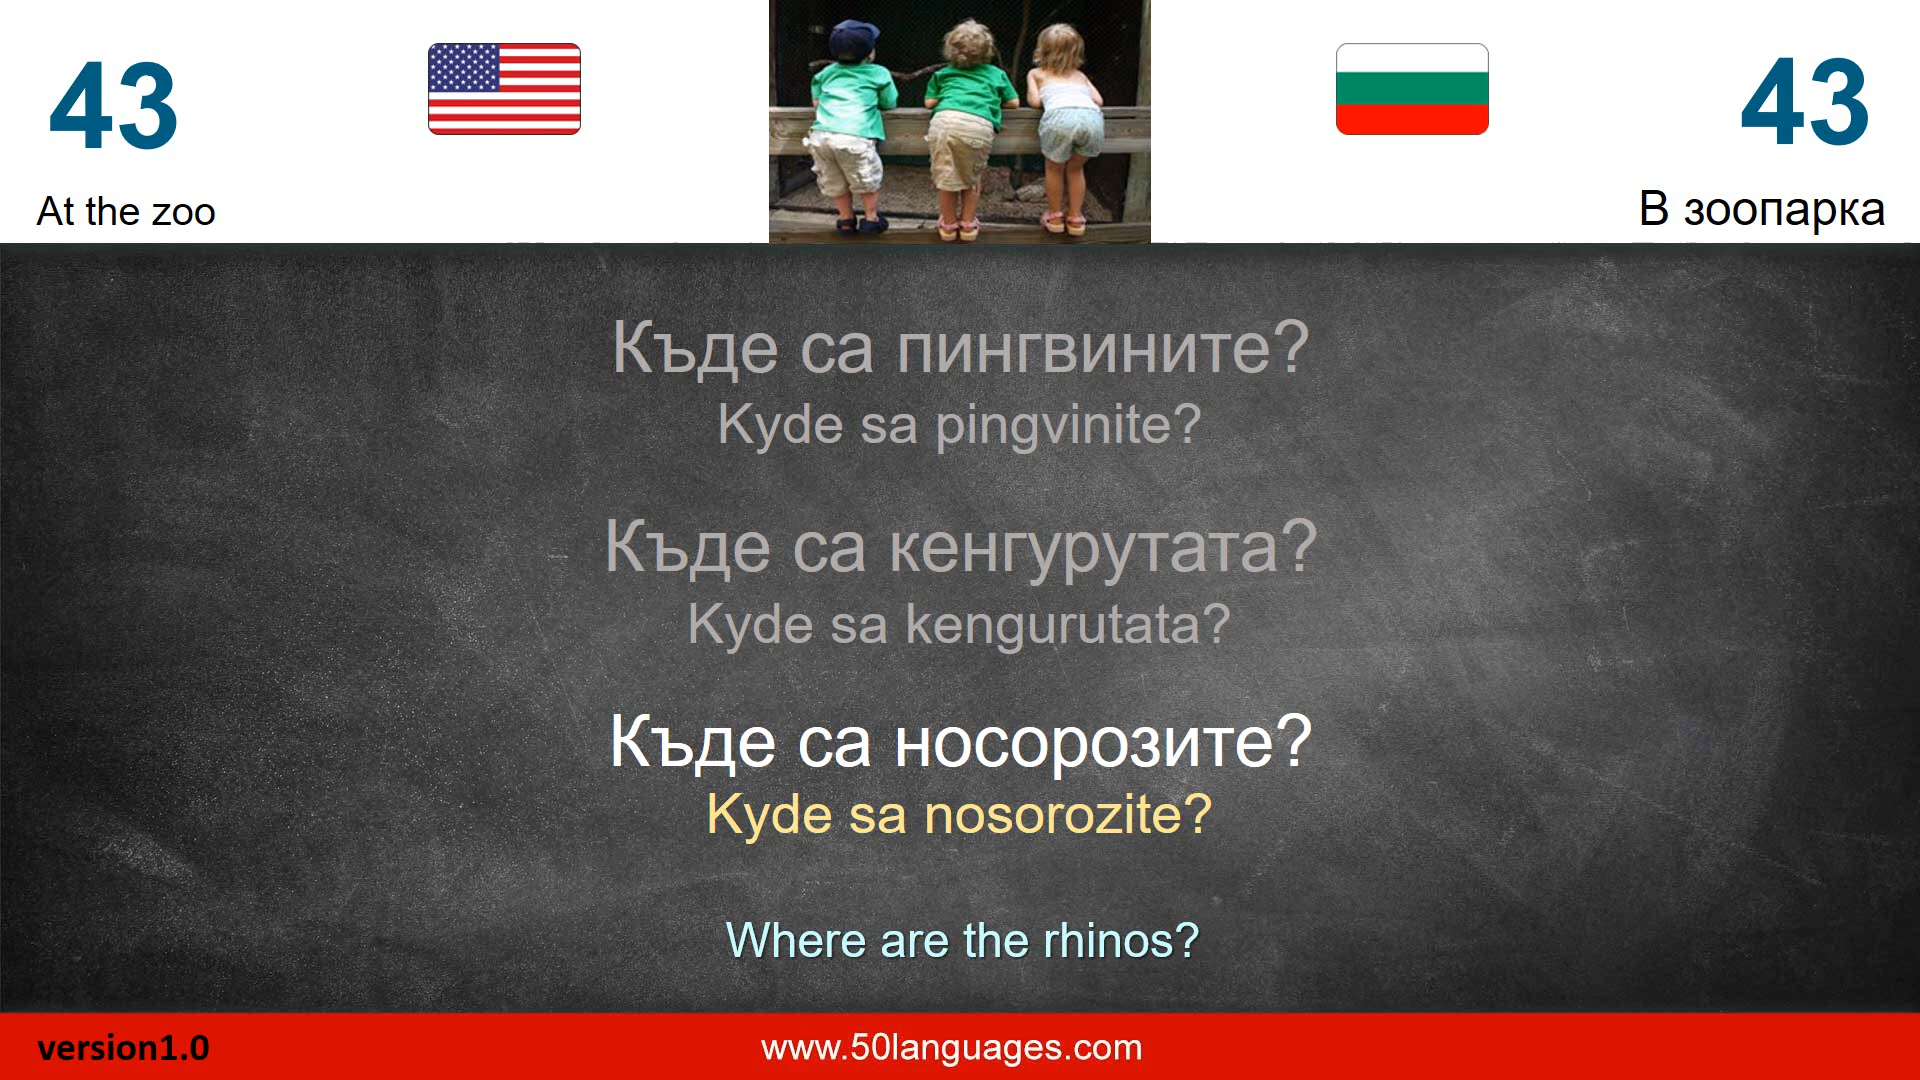 43
43
At the zoo
В зоопарка
Къде са пингвините?
Kyde sa pingvinite?
Къде са кенгурутата?
Kyde sa kengurutata?
Къде са носорозите?
Kyde sa nosorozite?
Where are the rhinos?
version1.0
www.50languages.com